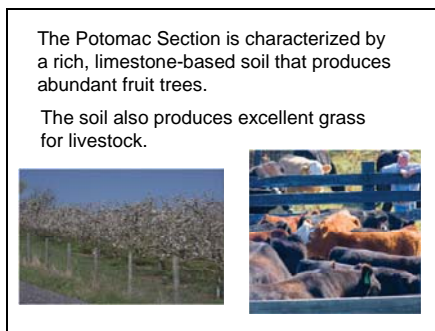 The Potomac Section is characterized by
a rich, limestone-based soil that produces
abundant fruit trees.
The soil also produces excellent grass
for livestock.